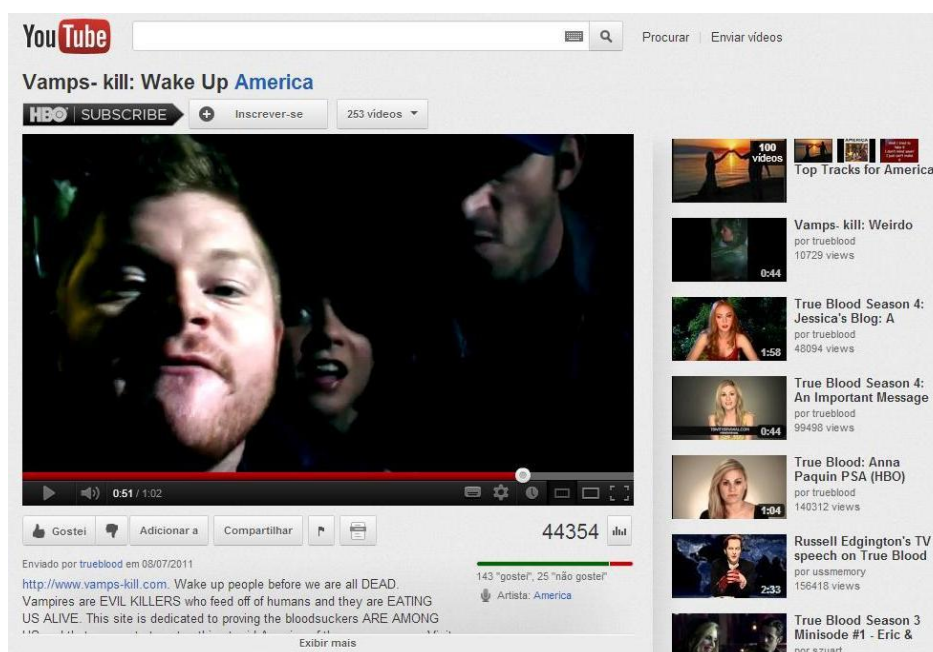 You Tube
Procurar | Enviar vídeos
Vamps- kill: Wake Up America
HBO SUBSCRIBE
Inscrever-se
253 vídeos
0:51 / 1:02
Gostei
Adicionar a
Compartilhar
44354
Enviado por trueblood em 08/07/2011
http://www.vamps-kill.com. Wake up people before we are all DEAD.
Vampires are EVIL KILLERS who feed off of humans and they are EATING
US ALIVE. This site is dedicated to proving the bloodsuckers ARE AMONG
143 "gostei", 25 "não gostei"
Artista: America
Exibir mais
100
vídeos
Top Tracks for America
Vamps- kill: Weirdo
por trueblood
10729 views
0:44
True Blood Season 4:
Jessica's Blog: A
por trueblood
48094 views
1:58
True Blood Season 4:
An Important Message
por trueblood
99498 views
0:44
True Blood: Anna
Paquin PSA (HBO)
por trueblood
140312 views
1:04
Russell Edgington's TV
speech on True Blood
por ussmemory
156418 views
2:33
True Blood Season 3
Minisode #1 - Eric &
por szuart